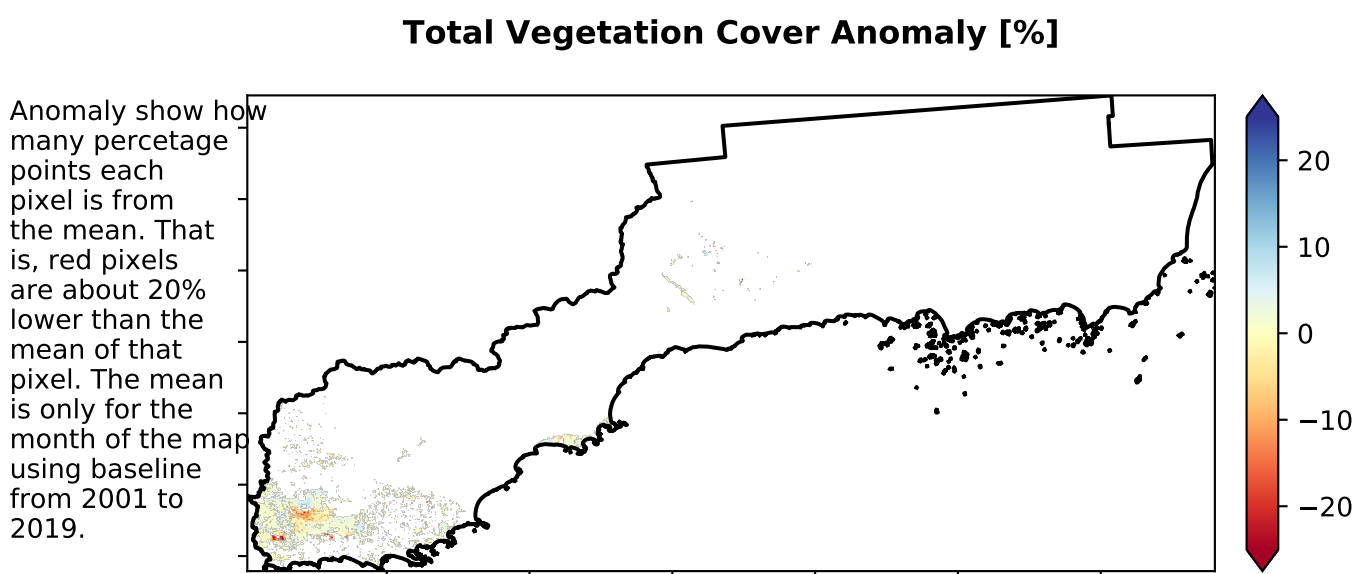 Total Vegetation Cover Anomaly [%]
Anomaly show how
many percetage
points each
pixel is from
the mean. That
is, red pixels
are about 20%
lower than the
mean of that
pixel. The mean
is only for the
month of the map
using baseline
from 2001 to
2019.
20
10
0
−10
−20